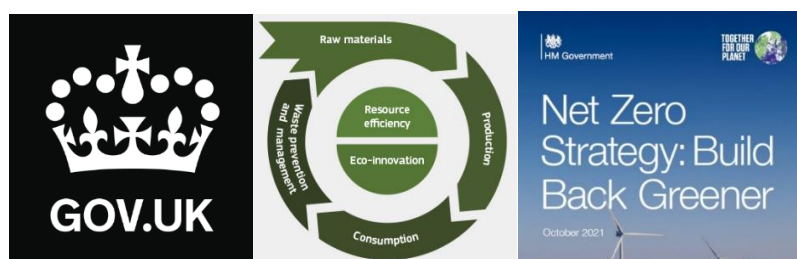 GOV.UK
Raw materials
Production
Consumption
Waste prevention
and management
Resource
efficiency
Eco-innovation
HM Government
TOGETHER
FOR OUR
PLANET
Net Zero
Strategy: Build
Back Greener
October 2021